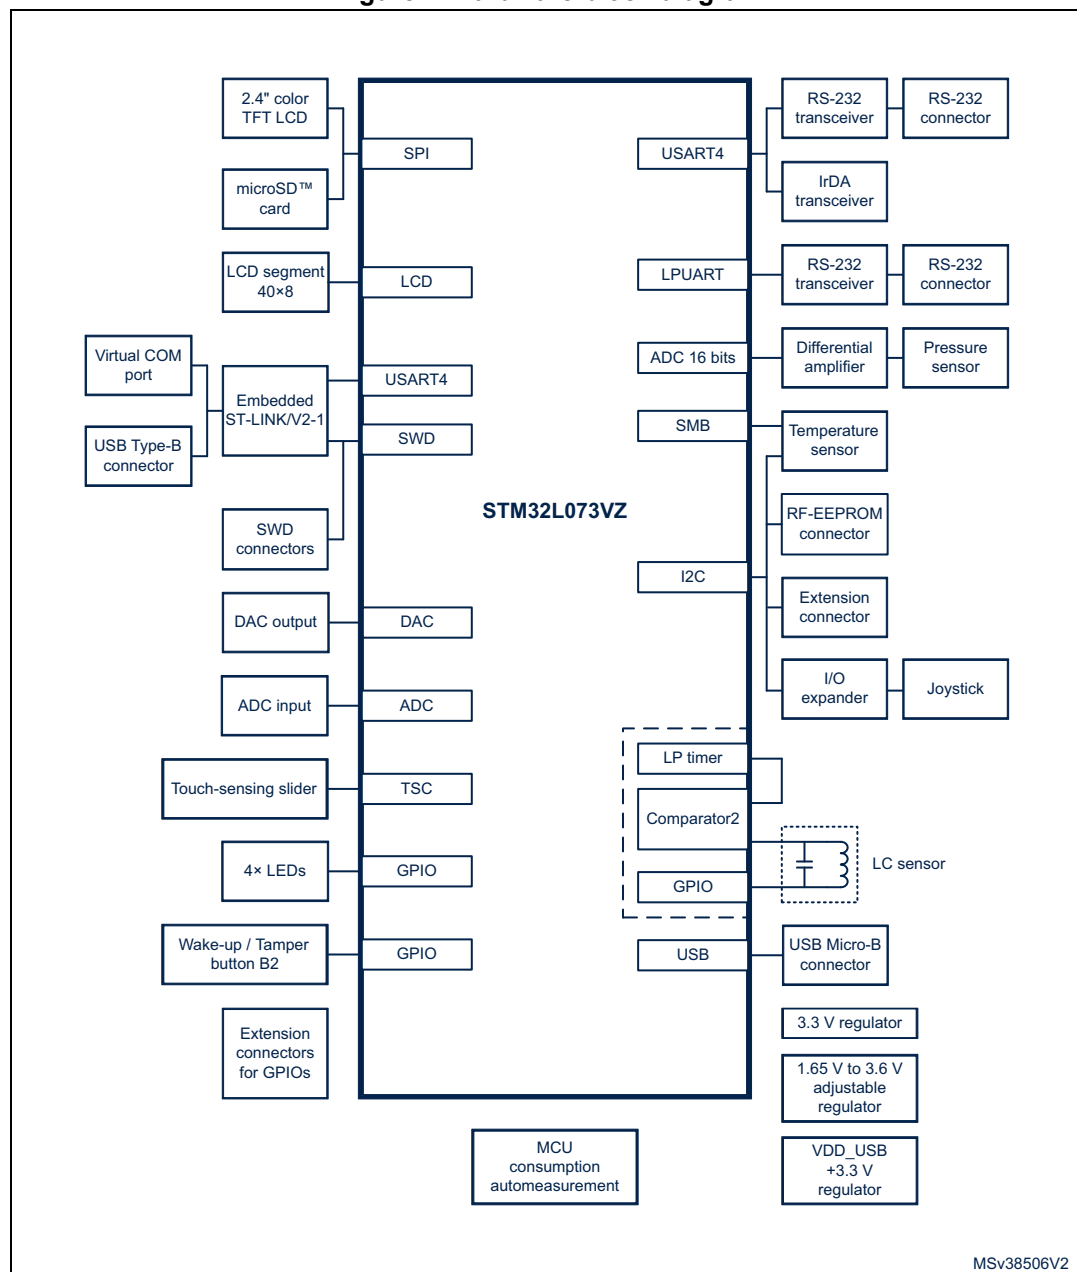 2.4" color
TFT LCD
microSD™
card
LCD segment
40×8
Virtual COM
port
USB Type-B
connector
Embedded
ST-LINK/V2-1
SWD
connectors
DAC output
ADC input
Touch-sensing slider
4× LEDs
Wake-up / Tamper
button B2
Extension
connectors
for GPIOs
SPI
LCD
USART4
SWD
DAC
ADC
TSC
GPIO
GPIO
STM32L073VZ
USART4
LPUART
ADC 16 bits
SMB
I2C
LP timer
Comparator2
GPIO
USB
RS-232
transceiver
RS-232
connector
IrDA
transceiver
RS-232
transceiver
RS-232
connector
Differential
amplifier
Pressure
sensor
Temperature
sensor
RF-EEPROM
connector
Extension
connector
I/O
expander
Joystick
LC sensor
USB Micro-B
connector
3.3 V regulator
1.65 V to 3.6 V
adjustable
regulator
VDD_USB
+3.3 V
regulator
MCU
consumption
automeasurement
MSv38506V2